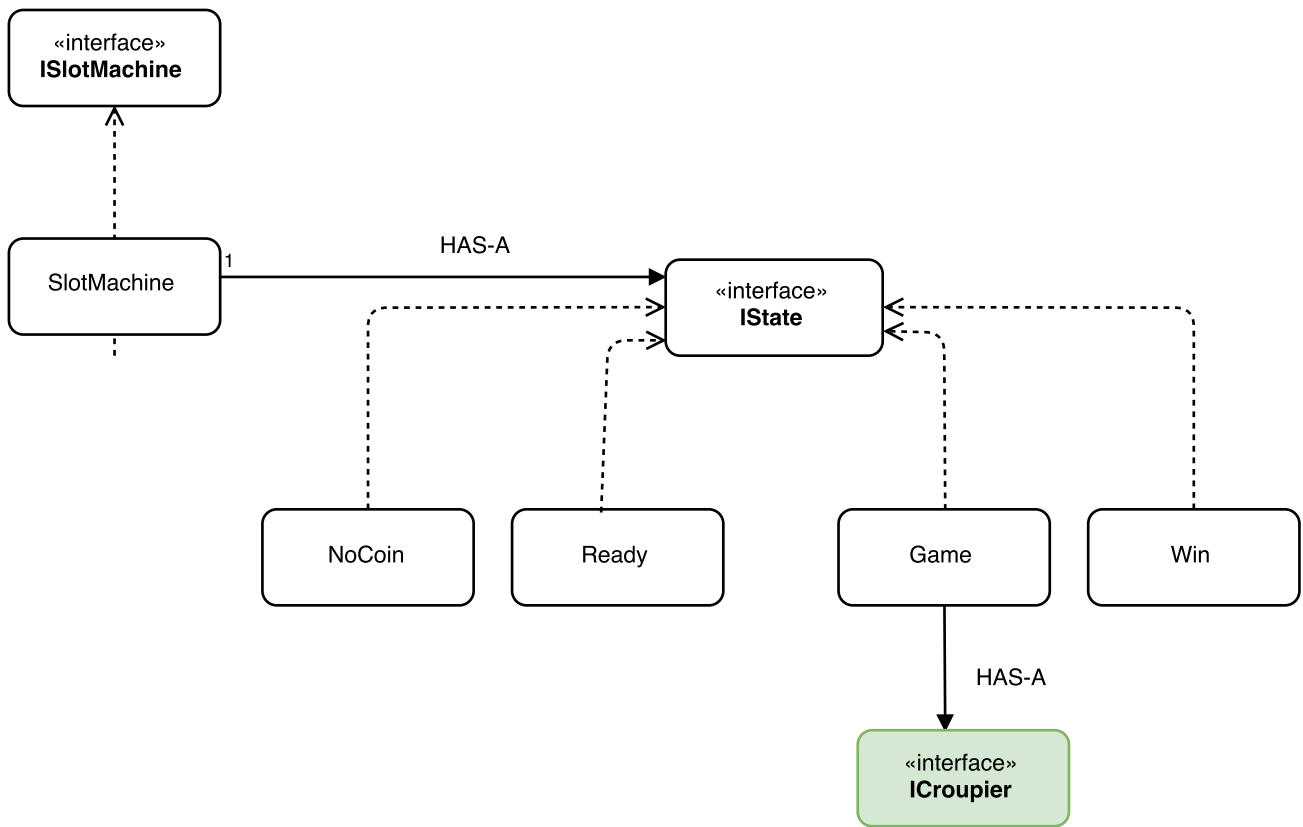 «interface»
ISlotMachine
SlotMachine
1
HAS-A
«interface»
IState
NoCoin
Ready
Game
Win
HAS-A
«interface»
ICroupier